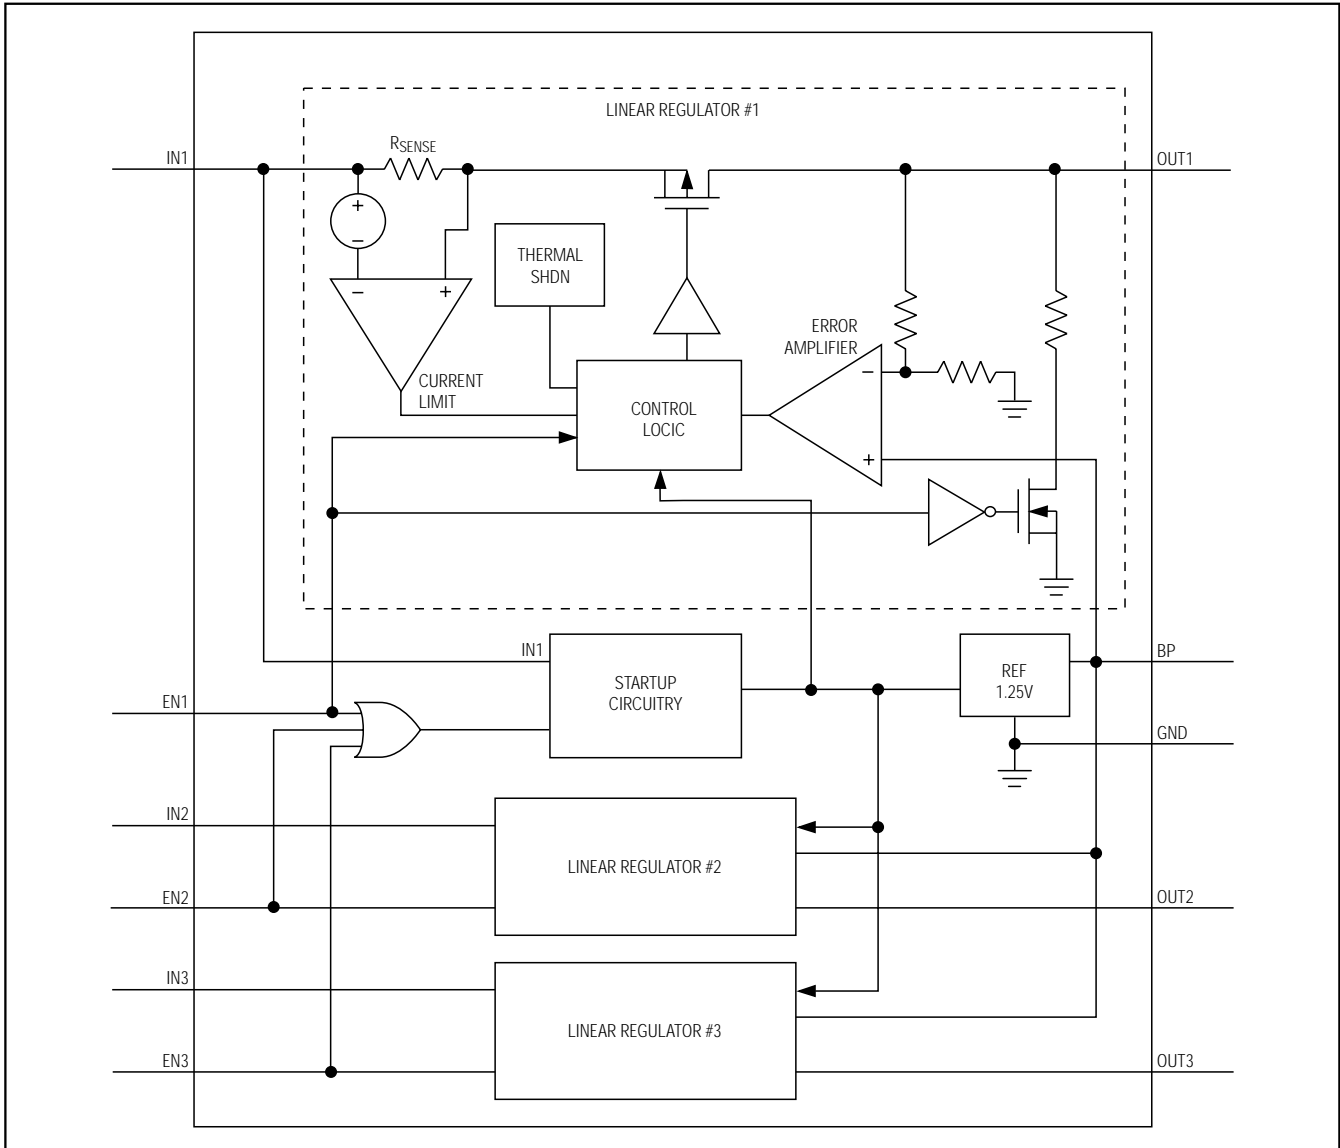 LINEAR REGULATOR #1
RSENSE
IN1
OUT1
+
−
THERMAL
SHDN
−
+
ERROR
AMPLIFIER
−
CURRENT
LIMIT
CONTROL
LOCIC
+
IN1
STARTUP
CIRCUITRY
REF
1.25V
BP
EN1
GND
IN2
LINEAR REGULATOR #2
EN2
OUT2
IN3
LINEAR REGULATOR #3
EN3
OUT3